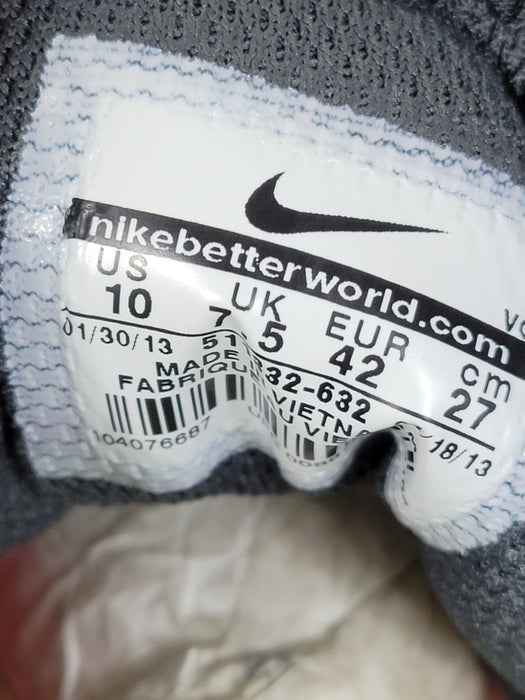 nikebetterworld.com
US UK EUR cm
10 7 5 42 27
01/30/13 18/13
MADE VIETN
FABRIQU
32-632
104076687